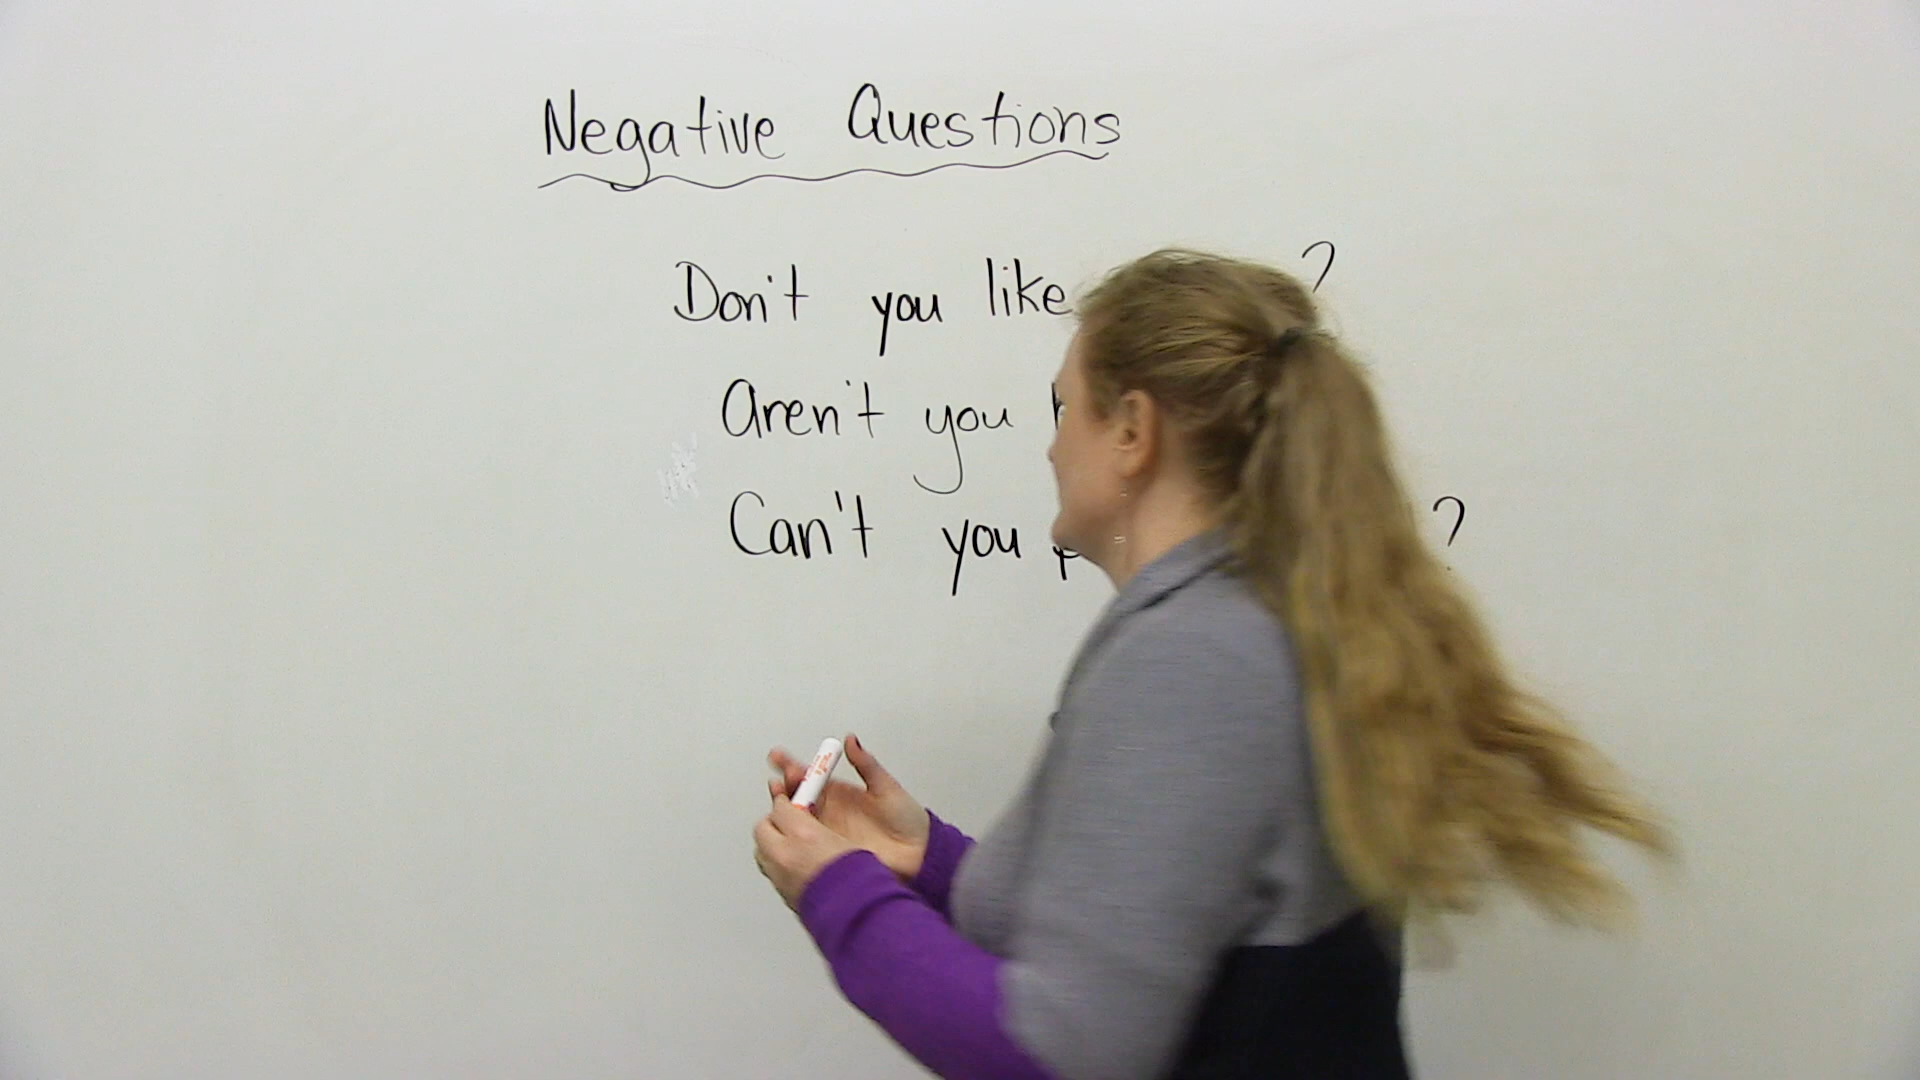 Negative Questions
Don't you like ?
Aren't you
Can't you ?